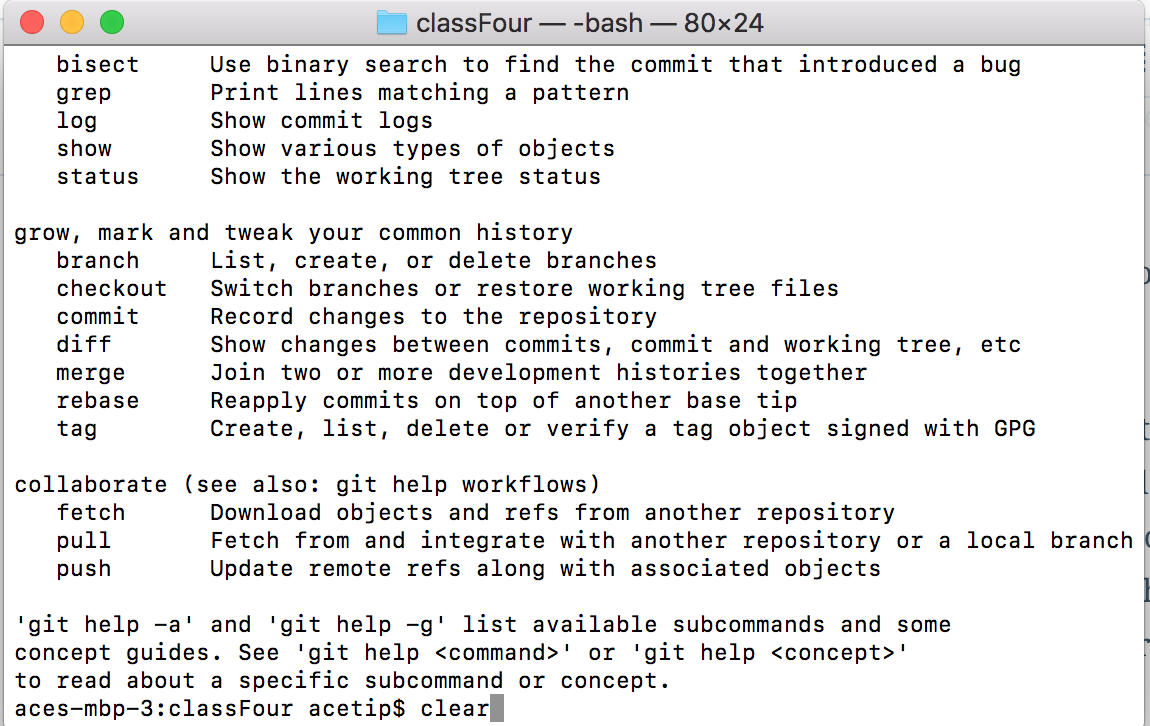 classFour — -bash — 80×24
bisect     Use binary search to find the commit that introduced a bug
grep       Print lines matching a pattern
log        Show commit logs
show       Show various types of objects
status     Show the working tree status
grow, mark and tweak your common history
branch     List, create, or delete branches
checkout   Switch branches or restore working tree files
commit     Record changes to the repository
diff       Show changes between commits, commit and working tree, etc
merge      Join two or more development histories together
rebase     Reapply commits on top of another base tip
tag        Create, list, delete or verify a tag object signed with GPG
collaborate (see also: git help workflows)
fetch      Download objects and refs from another repository
pull       Fetch from and integrate with another repository or a local branch
push       Update remote refs along with associated objects
'git help -a' and 'git help -g' list available subcommands and some
concept guides. See 'git help <command>' or 'git help <concept>'
to read about a specific subcommand or concept.
aces-mbp-3:classFour acetip$ clear